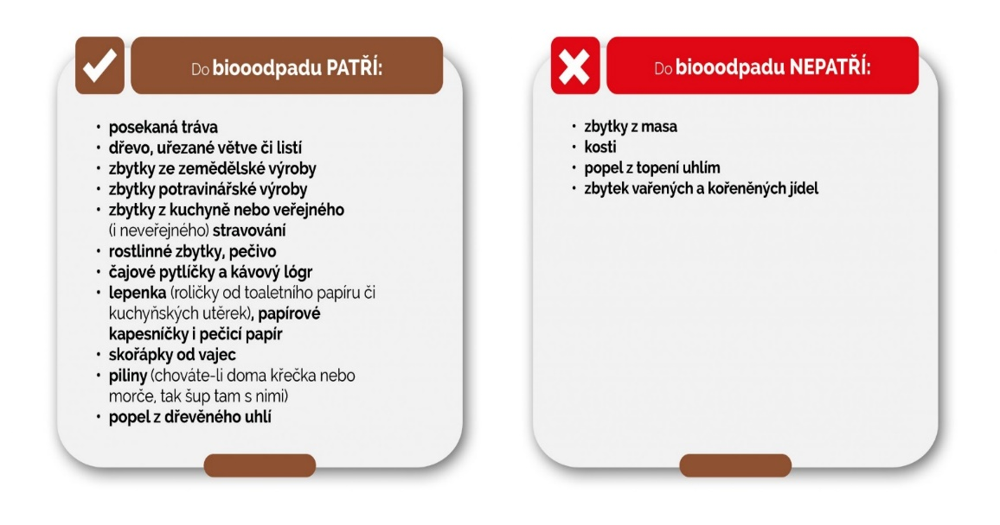 Do biooodpadu PATŘÍ:
• posekaná tráva
• dřevo, uřezané větve či listí
• zbytky ze zemědělské výroby
• zbytky potravinářské výroby
• zbytky z kuchyně nebo veřejného
(i neveřejného) stravování
• rostlinné zbytky, pečivo
• čajové pytlíčky a kávový lógr
• lepenka (roličky od toaletního papíru či
kuchyňských utěrek), papírové
kapesníčky i pečicí papír
• skořápky od vajec
• piliny (chováte-li doma křečka nebo
morče, tak šup tam s nimi)
• popel z dřevěného uhlí
Do biooodpadu NEPATŘÍ:
• zbytky z masa
• kosti
• popel z topení uhlím
• zbytek vařených a kořeněných jídel